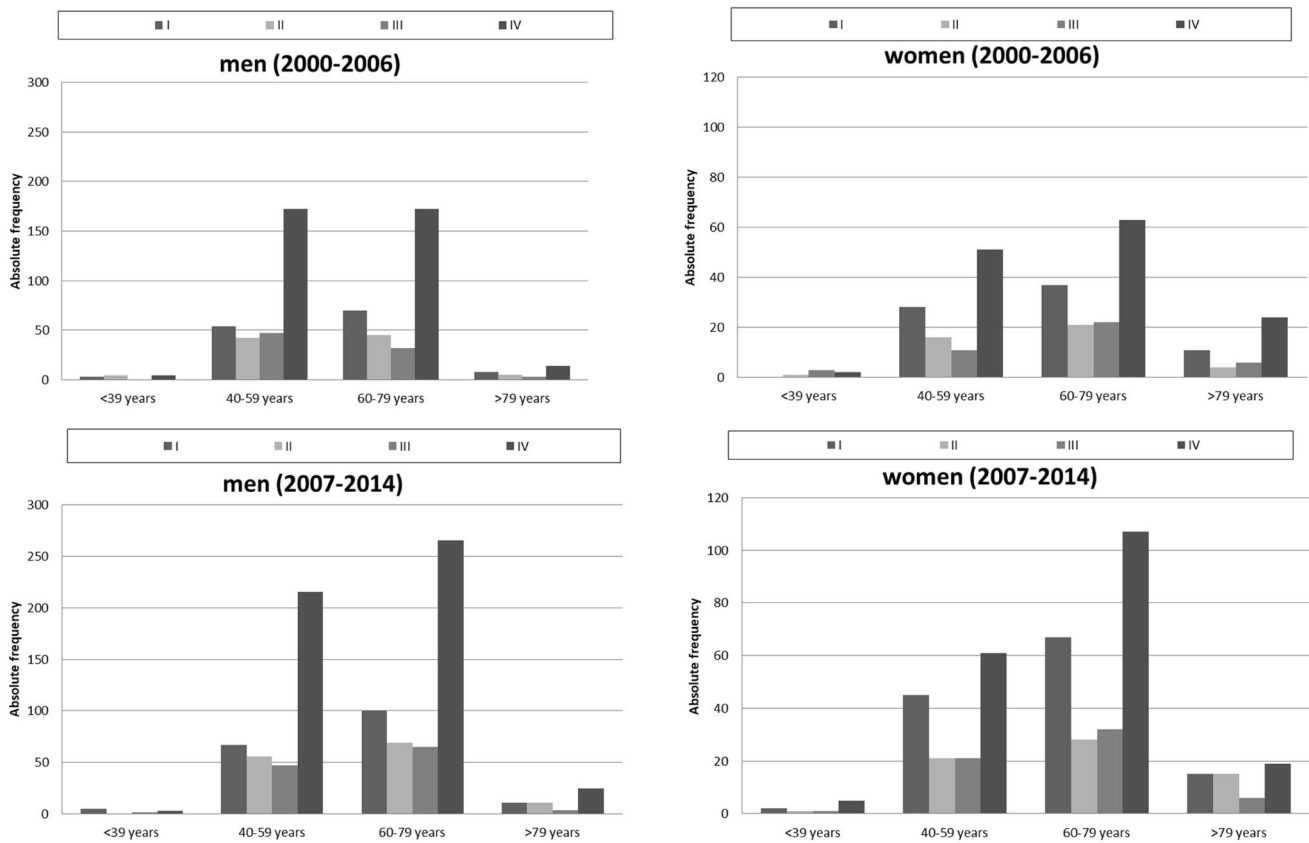 I II III IV
men (2000-2006)
Absolute frequency
300
250
200
150
100
50
0
<39 years 40-59 years 60-79 years >79 years
I II III IV
women (2000-2006)
Absolute frequency
120
100
80
60
40
20
0
<39 years 40-59 years 60-79 years >79 years
I II III IV
men (2007-2014)
Absolute frequency
300
250
200
150
100
50
0
<39 years 40-59 years 60-79 years >79 years
I II III IV
women (2007-2014)
Absolute frequency
120
100
80
60
40
20
0
<39 years 40-59 years 60-79 years >79 years